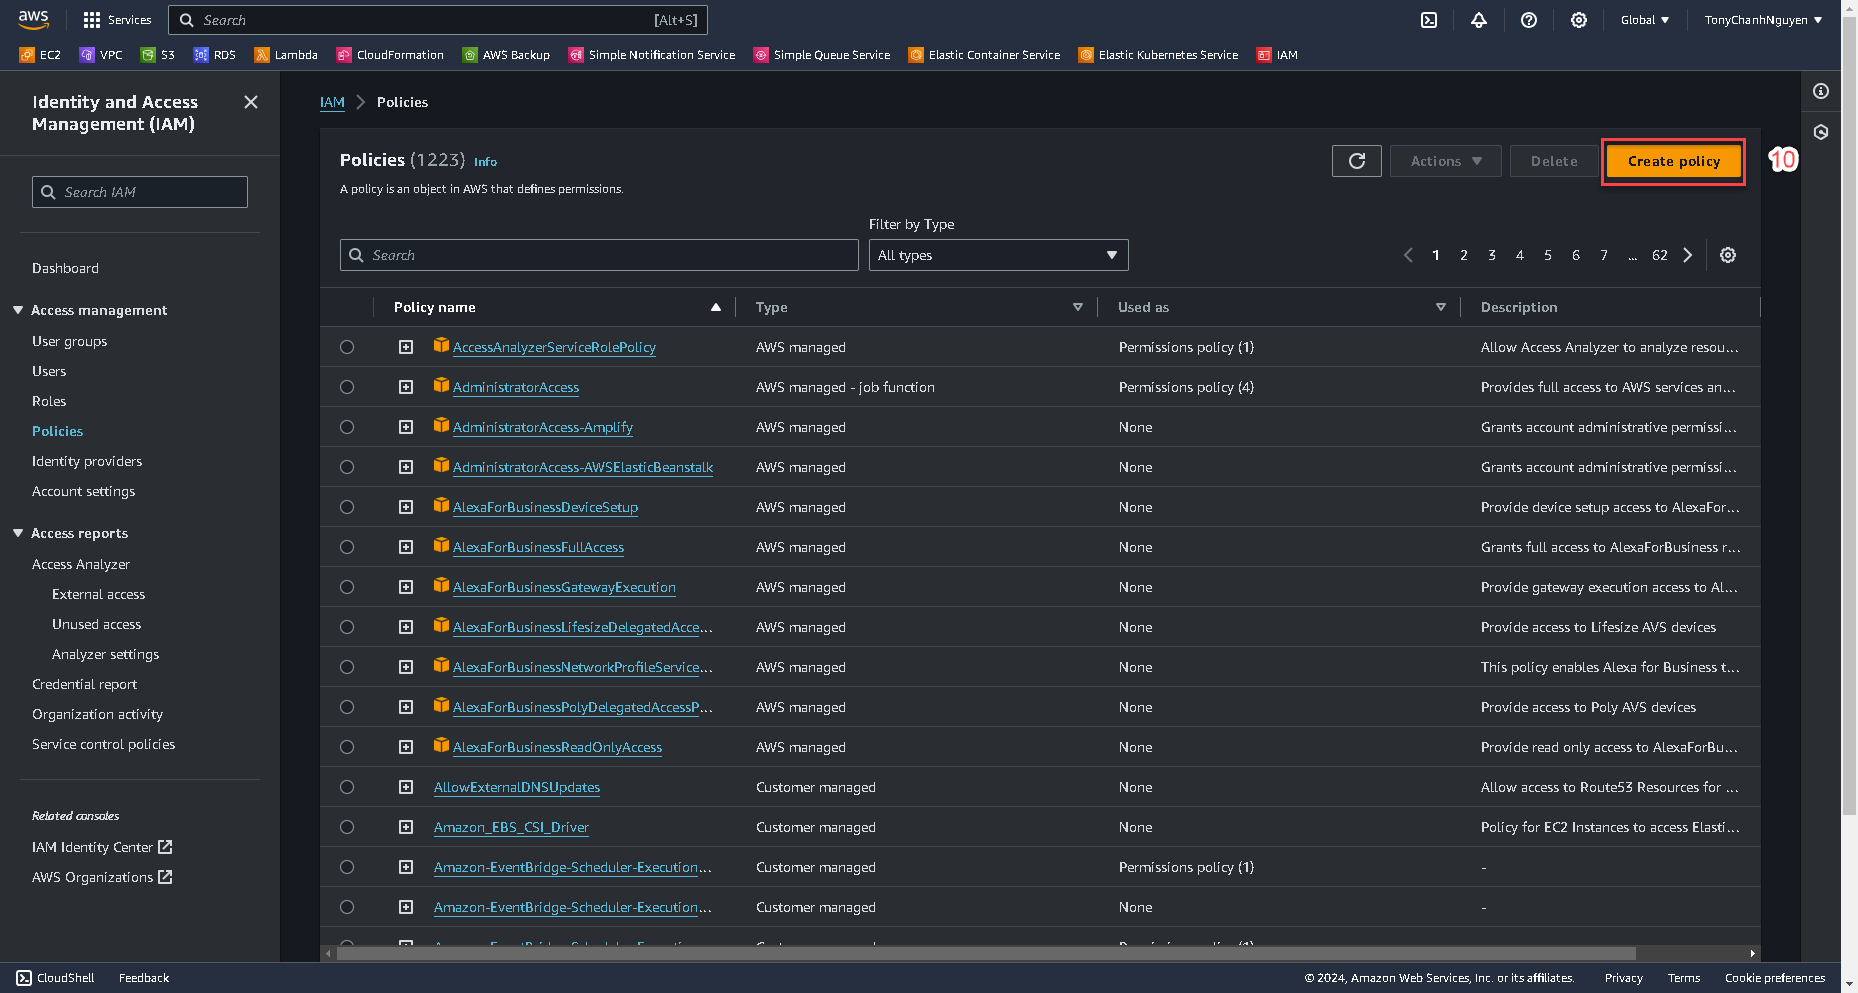 aws
Services
Search
[Alt+S]
Global
TonyChanhNguyen
EC2
VPC
S3
RDS
Lambda
CloudFormation
AWS Backup
Simple Notification Service
Simple Queue Service
Elastic Container Service
Elastic Kubernetes Service
IAM
Identity and Access
Management (IAM)
Search IAM
Dashboard
Access management
User groups
Users
Roles
Policies
Identity providers
Account settings
Access reports
Access Analyzer
External access
Unused access
Analyzer settings
Credential report
Organization activity
Service control policies
Related consoles
IAM Identity Center
AWS Organizations
IAM > Policies
Policies (1223) Info
A policy is an object in AWS that defines permissions.
Actions
Delete
Create policy
10
Filter by Type
Search
All types
1 2 3 4 5 6 7 ... 62
Policy name Type Used as Description
AccessAnalyzerServiceRolePolicy AWS managed Permissions policy (1) Allow Access Analyzer to analyze resou...
AdministratorAccess AWS managed - job function Permissions policy (4) Provides full access to AWS services an...
AdministratorAccess-Amplify AWS managed None Grants account administrative permissi...
AdministratorAccess-AWSElasticBeanstalk AWS managed None Grants account administrative permissi...
AlexaForBusinessDeviceSetup AWS managed None Provide device setup access to AlexaFor...
AlexaForBusinessFullAccess AWS managed None Grants full access to AlexaForBusiness r...
AlexaForBusinessGatewayExecution AWS managed None Provide gateway execution access to Al...
AlexaForBusinessLifesizeDelegatedAcce... AWS managed None Provide access to Lifesize AVS devices
AlexaForBusinessNetworkProfileService... AWS managed None This policy enables Alexa for Business t...
AlexaForBusinessPolyDelegatedAccessP... AWS managed None Provide access to Poly AVS devices
AlexaForBusinessReadOnlyAccess AWS managed None Provide read only access to AlexaForBu...
AllowExternalDNSUpdates Customer managed None Allow access to Route53 Resources for ...
Amazon_EBS_CSI_Driver Customer managed None Policy for EC2 Instances to access Elasti...
Amazon-EventBridge-Scheduler-Execution... Customer managed Permissions policy (1) -
Amazon-EventBridge-Scheduler-Execution... Customer managed None -
CloudShell
Feedback
© 2024, Amazon Web Services, Inc. or its affiliates.
Privacy
Terms
Cookie preferences